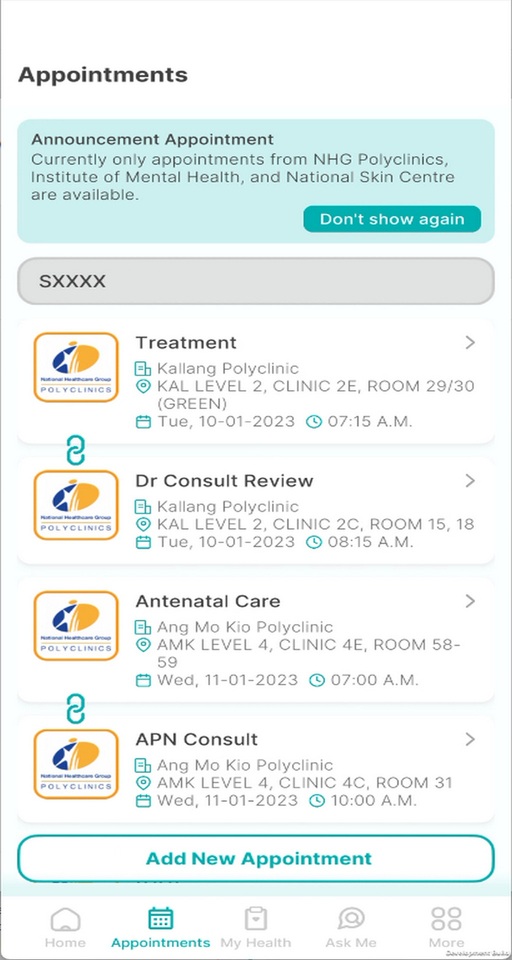 Appointments
Announcement Appointment
Currently only appointments from NHG Polyclinics,
Institute of Mental Health, and National Skin Centre
are available.
Don't show again
SXXXX
Treatment
National Healthcare Group
POLYCLINICS
Kallang Polyclinic
KAL LEVEL 2, CLINIC 2E, ROOM 29/30
(GREEN)
Tue, 10-01-2023 07:15 A.M.
Dr Consult Review
National Healthcare Group
POLYCLINICS
Kallang Polyclinic
KAL LEVEL 2, CLINIC 2C, ROOM 15, 18
Tue, 10-01-2023 08:15 A.M.
Antenatal Care
National Healthcare Group
POLYCLINICS
Ang Mo Kio Polyclinic
AMK LEVEL 4, CLINIC 4E, ROOM 58-
59
Wed, 11-01-2023 07:00 A.M.
APN Consult
National Healthcare Group
POLYCLINICS
Ang Mo Kio Polyclinic
AMK LEVEL 4, CLINIC 4C, ROOM 31
Wed, 11-01-2023 10:00 A.M.
Add New Appointment
Home Appointments My Health Ask Me More
Development Build